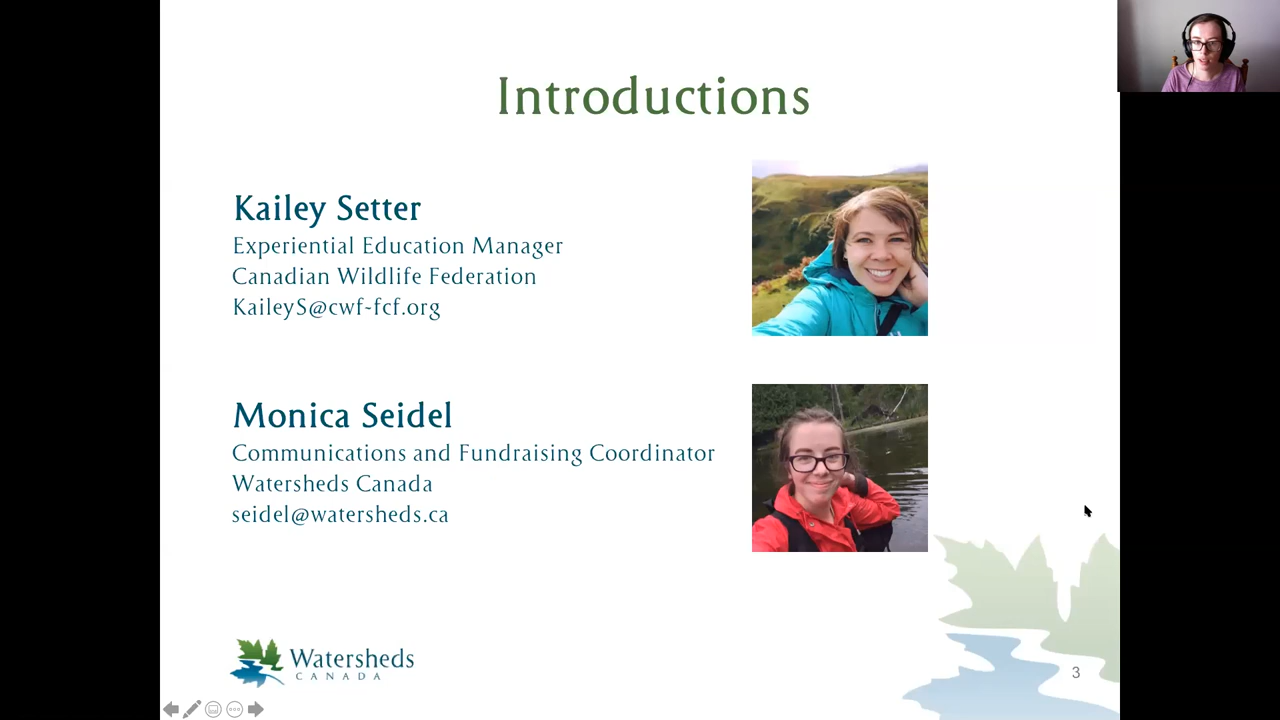 Introductions
Kailey Setter
Experiential Education Manager
Canadian Wildlife Federation
KaileyS@cwf-fcf.org
Monica Seidel
Communications and Fundraising Coordinator
Watersheds Canada
seidel@watersheds.ca
Watersheds
CANADA
3